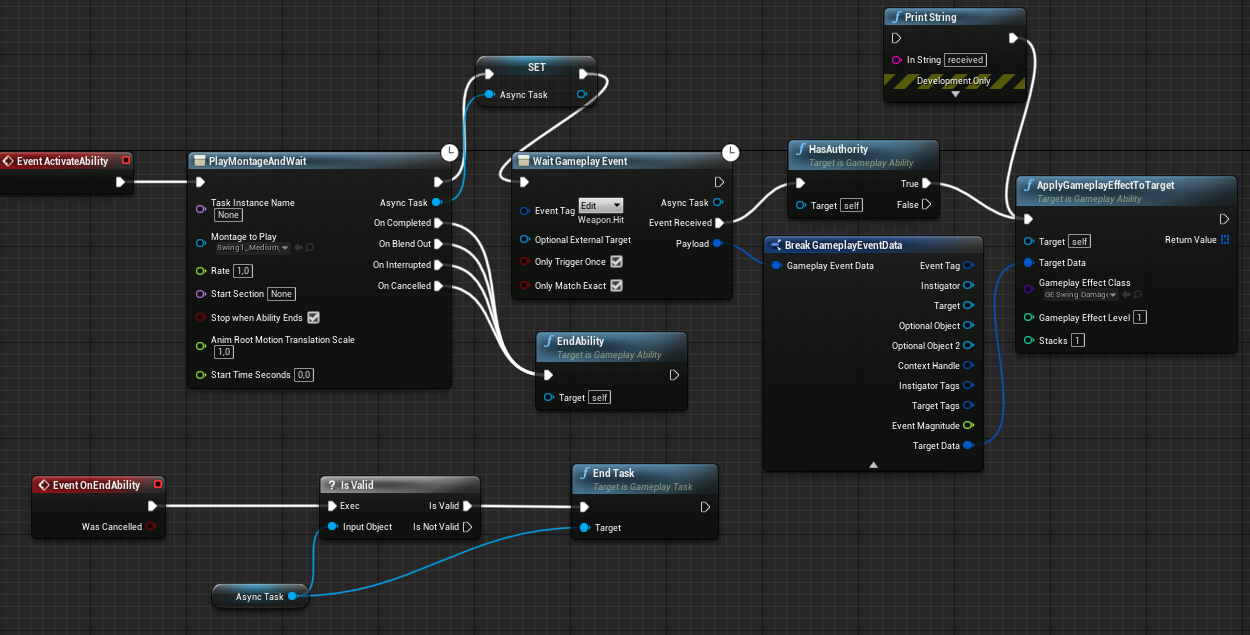 Print String
In String received
Development Only
SET
Async Task
Event ActivateAbility
PlayMontageAndWait
Task Instance Name
None
Async Task
Montage to Play
Swing1_Medium
On Completed
On Blend Out
Rate 1,0
On Interrupted
Start Section None
On Cancelled
Stop when Ability Ends
Anim Root Motion Translation Scale
1,0
Start Time Seconds 0,0
Wait Gameplay Event
Event Tag Edit
Weapon.Hit
Async Task
Event Received
Optional External Target
Payload
Only Trigger Once
Only Match Exact
EndAbility
Target is Gameplay Ability
Target self
HasAuthority
Target is Gameplay Ability
True
Target self
False
Break GameplayEventData
Gameplay Event Data
Event Tag
Instigator
Target
Optional Object
Optional Object 2
Context Handle
Instigator Tags
Target Tags
Event Magnitude
Target Data
ApplyGameplayEffectToTarget
Target is Gameplay Ability
Target self
Return Value
Target Data
Gameplay Effect Class
GE Swing Damage
Gameplay Effect Level 1
Stacks 1
Event OnEndAbility
Was Cancelled
? Is Valid
Exec
Is Valid
Input Object
Is Not Valid
End Task
Target is Gameplay Task
Target
Async Task